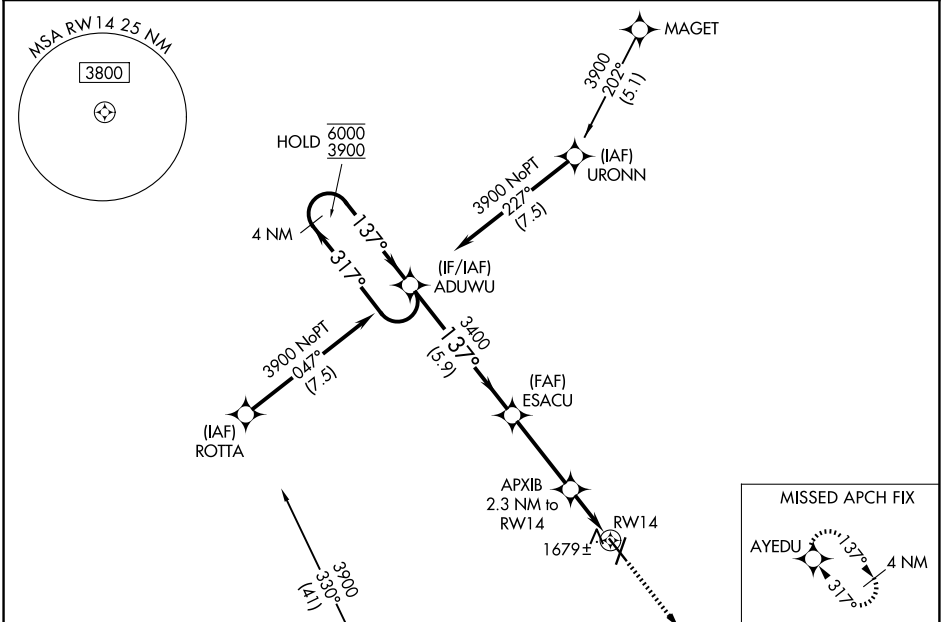 MSA RW14 25 NM
3800
MAGET
3900
202°
(5.1)
HOLD
6000
3900
(IAF)
URONN
3900 NoPT
227°
(7.5)
4 NM
137°
317°
(IF/IAF)
ADUWU
3400
137°
(5.9)
3900 NoPT
047°
(7.5)
(FAF)
ESACU
(IAF)
ROTTA
APXIB
2.3 NM to
RW14
RW14
1679±
3900
330°
(41)
MISSED APCH FIX
AYEDU
137°
4 NM
317°